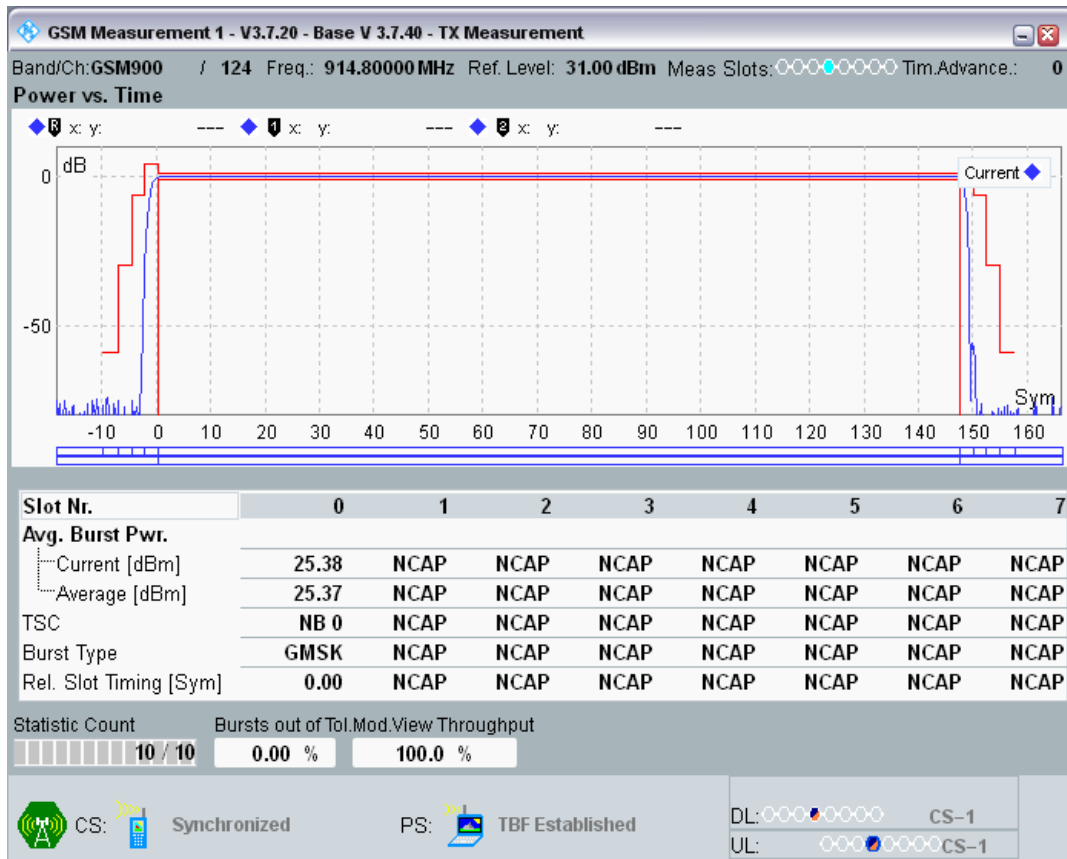 GSM Measurement 1 - V3.7.20 - Base V 3.7.40 - TX Measurement
Band/Ch:GSM900 / 124 Freq.: 914.80000 MHz Ref. Level: 31.00 dBm Meas Slots: Tim.Advance.: 0
Power vs. Time
R x: y: --- 1 x: y: --- 2 x: y: ---
dB
Current
0
-50
Sym
-10 0 10 20 30 40 50 60 70 80 90 100 110 120 130 140 150 160
Slot Nr. 0 1 2 3 4 5 6 7
Avg. Burst Pwr.
Current [dBm] 25.38 NCAP NCAP NCAP NCAP NCAP NCAP NCAP
Average [dBm] 25.37 NCAP NCAP NCAP NCAP NCAP NCAP NCAP
TSC NB 0 NCAP NCAP NCAP NCAP NCAP NCAP NCAP
Burst Type GMSK NCAP NCAP NCAP NCAP NCAP NCAP NCAP
Rel. Slot Timing [Sym] 0.00 NCAP NCAP NCAP NCAP NCAP NCAP NCAP
Statistic Count Bursts out of Tol. Mod.View Throughput
10 / 10 0.00 % 100.0 %
CS: Synchronized PS: TBF Established
DL: CS-1
UL: CS-1